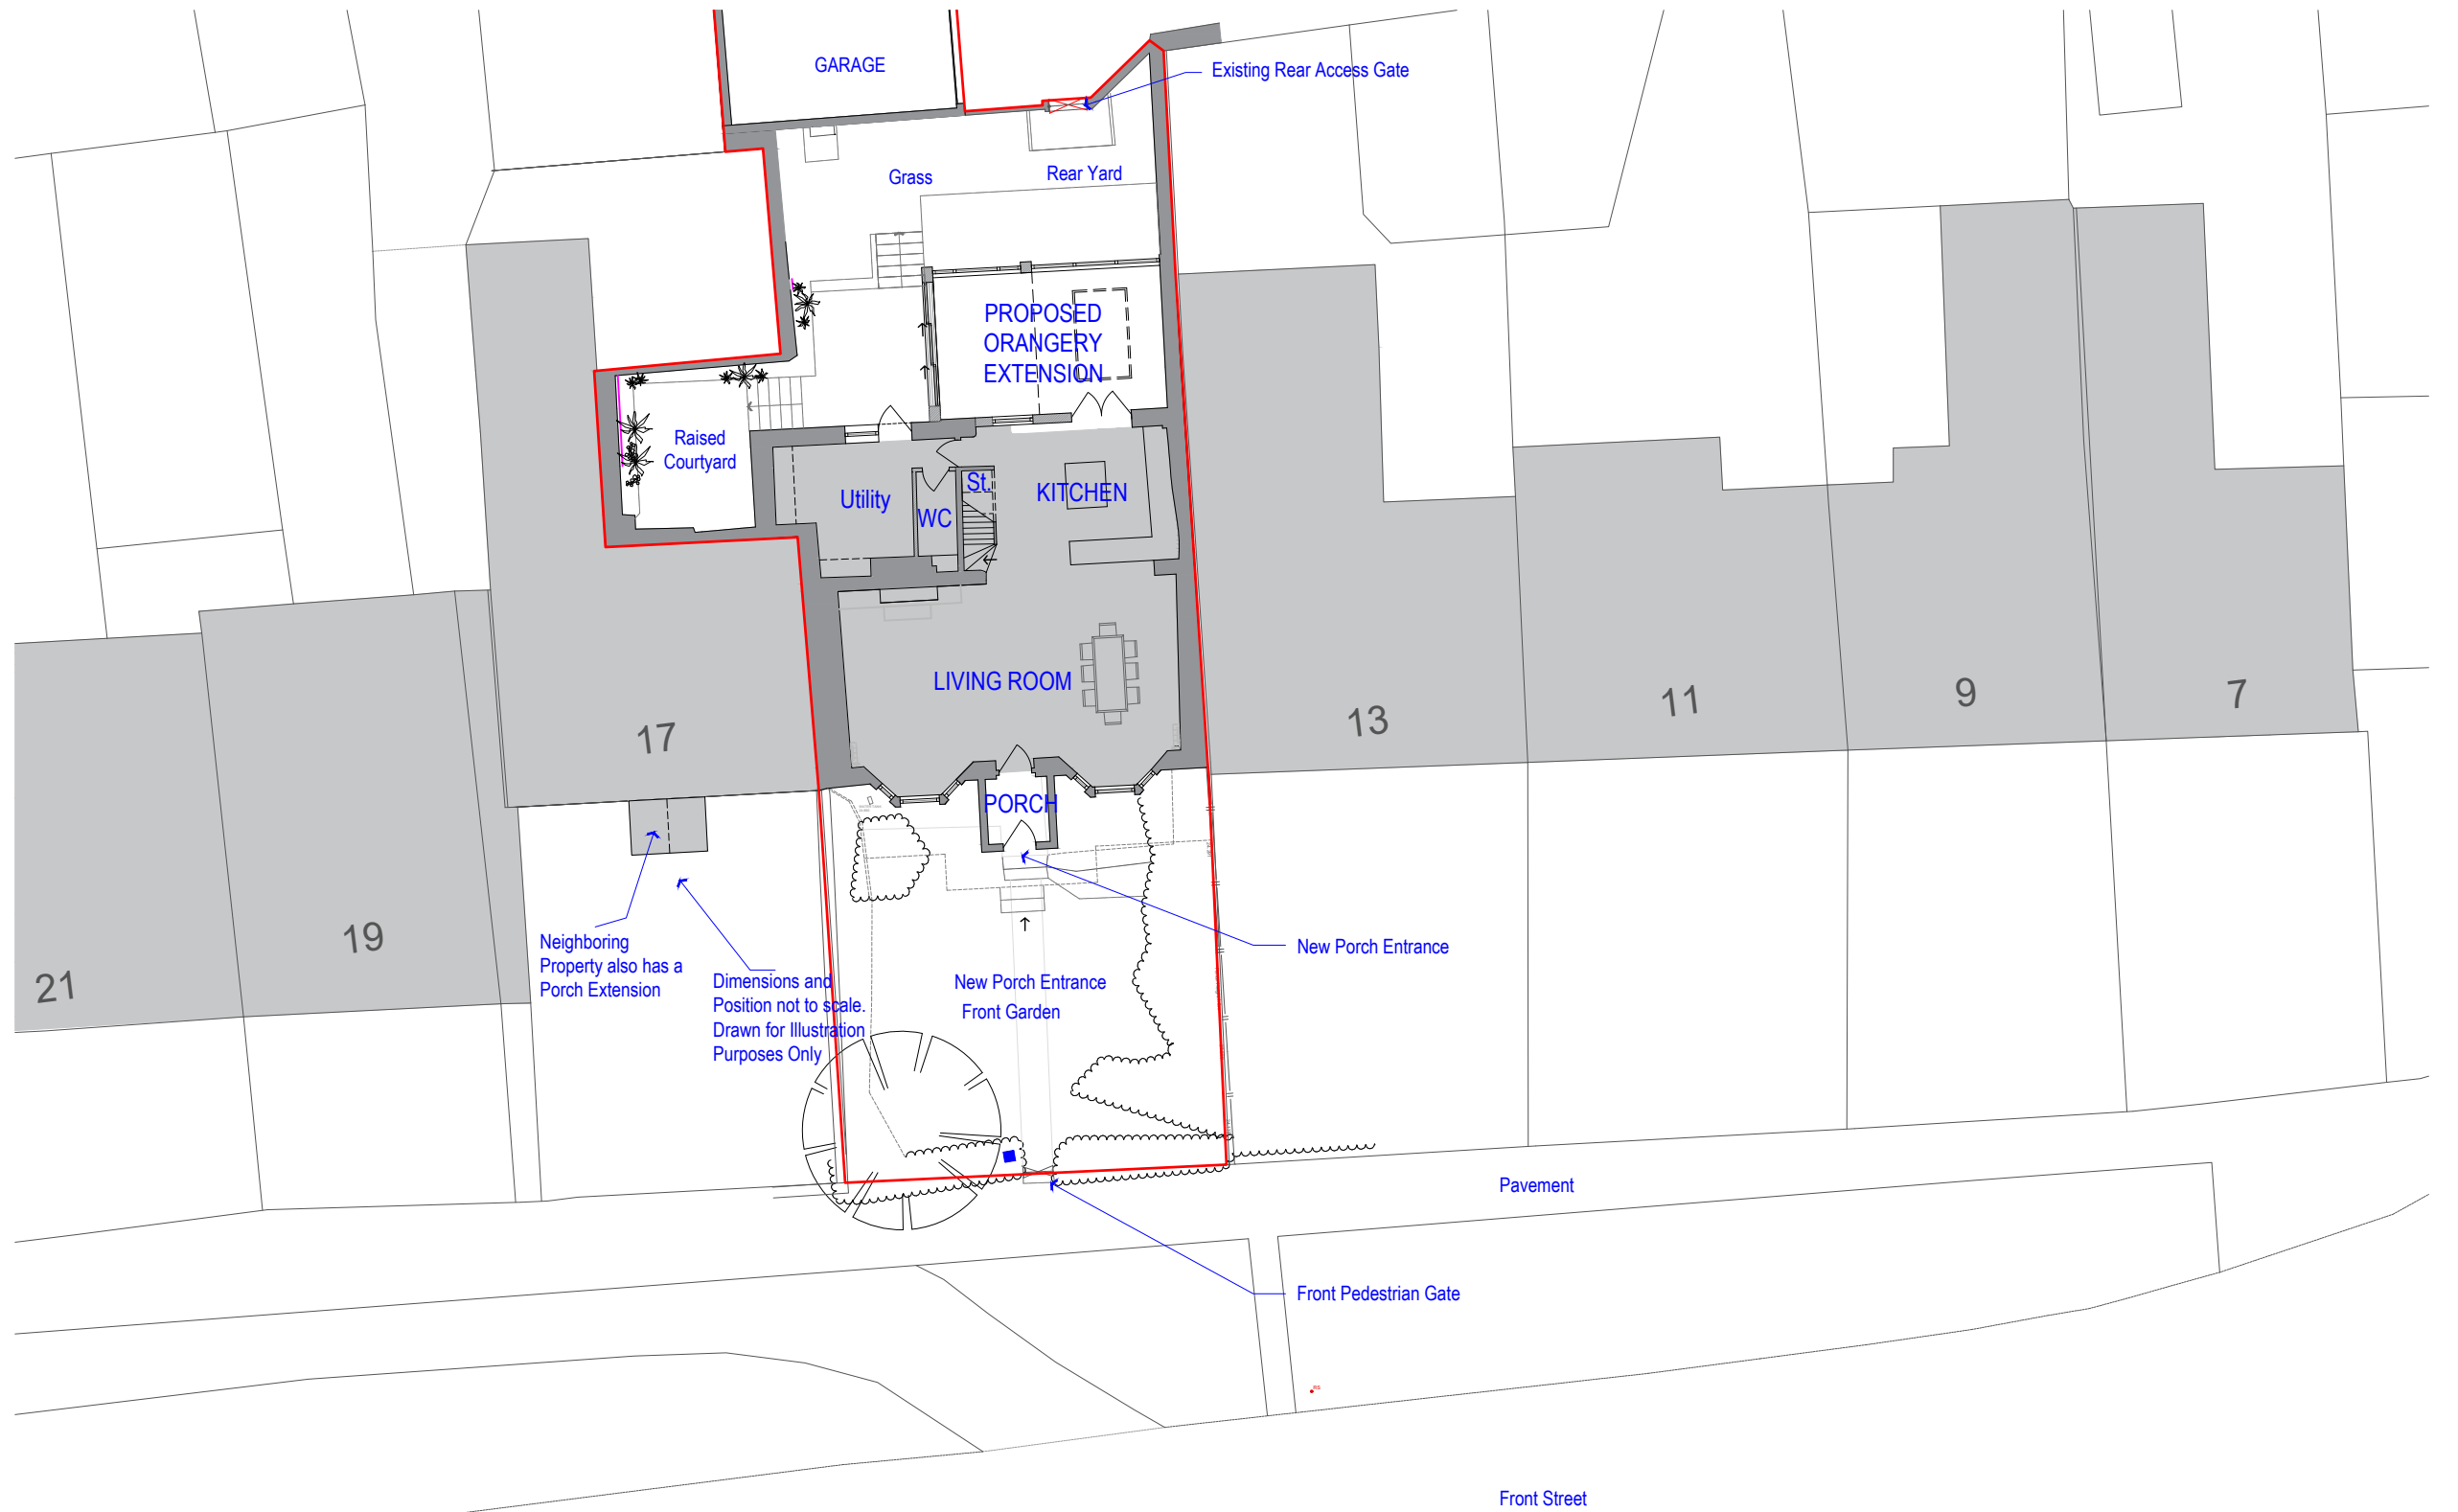 GARAGE
Existing Rear Access Gate
Grass
Rear Yard
PROPOSED
ORANGERY
EXTENSION
Raised
Courtyard
Utility
WC
St.
KITCHEN
LIVING ROOM
PORCH
21
19
17
13
11
9
7
Neighboring
Property also has a
Porch Extension
Dimensions and
Position not to scale.
Drawn for Illustration
Purposes Only
New Porch Entrance
New Porch Entrance
Front Garden
Pavement
Front Pedestrian Gate
Front Street